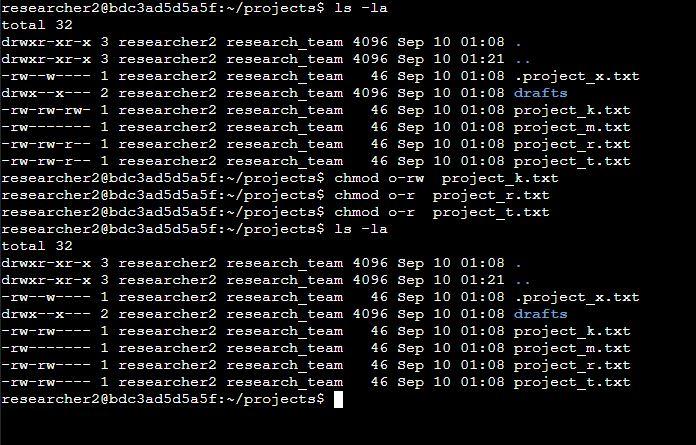 researcher2@bdc3ad5d5a5f:~/projects$ ls -la
total 32
drwxr-xr-x 3 researcher2 research_team 4096 Sep 10 01:08 .
drwxr-xr-x 3 researcher2 research_team 4096 Sep 10 01:21 ..
-rw--w---- 1 researcher2 research_team   46 Sep 10 01:08 .project_x.txt
drwx--x--- 2 researcher2 research_team 4096 Sep 10 01:08 drafts
-rw-rw-rw- 1 researcher2 research_team   46 Sep 10 01:08 project_k.txt
-rw------- 1 researcher2 research_team   46 Sep 10 01:08 project_m.txt
-rw-rw-r-- 1 researcher2 research_team   46 Sep 10 01:08 project_r.txt
-rw-rw-r-- 1 researcher2 research_team   46 Sep 10 01:08 project_t.txt
researcher2@bdc3ad5d5a5f:~/projects$ chmod o-rw  project_k.txt
researcher2@bdc3ad5d5a5f:~/projects$ chmod o-r  project_r.txt
researcher2@bdc3ad5d5a5f:~/projects$ chmod o-r  project_t.txt
researcher2@bdc3ad5d5a5f:~/projects$ ls -la
total 32
drwxr-xr-x 3 researcher2 research_team 4096 Sep 10 01:08 .
drwxr-xr-x 3 researcher2 research_team 4096 Sep 10 01:21 ..
-rw--w---- 1 researcher2 research_team   46 Sep 10 01:08 .project_x.txt
drwx--x--- 2 researcher2 research_team 4096 Sep 10 01:08 drafts
-rw-rw---- 1 researcher2 research_team   46 Sep 10 01:08 project_k.txt
-rw------- 1 researcher2 research_team   46 Sep 10 01:08 project_m.txt
-rw-rw---- 1 researcher2 research_team   46 Sep 10 01:08 project_r.txt
-rw-rw---- 1 researcher2 research_team   46 Sep 10 01:08 project_t.txt
researcher2@bdc3ad5d5a5f:~/projects$